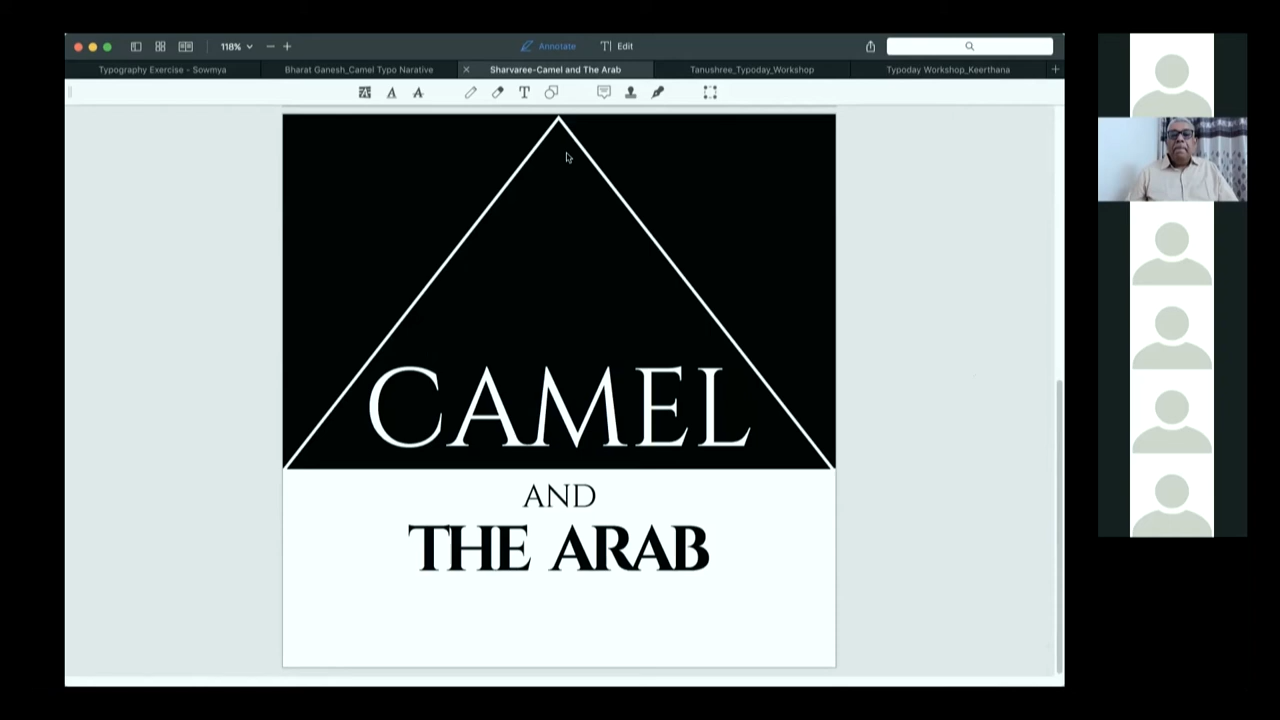 118%
Annotate
Edit
Typography Exercise - Sowmya
Bharat Ganesh_Camel Typo Narative
Sharvaree-Camel and The Arab
Tanushree_Typoday_Workshop
Typoday Workshop_Keerthana
CAMEL
AND
THE ARAB